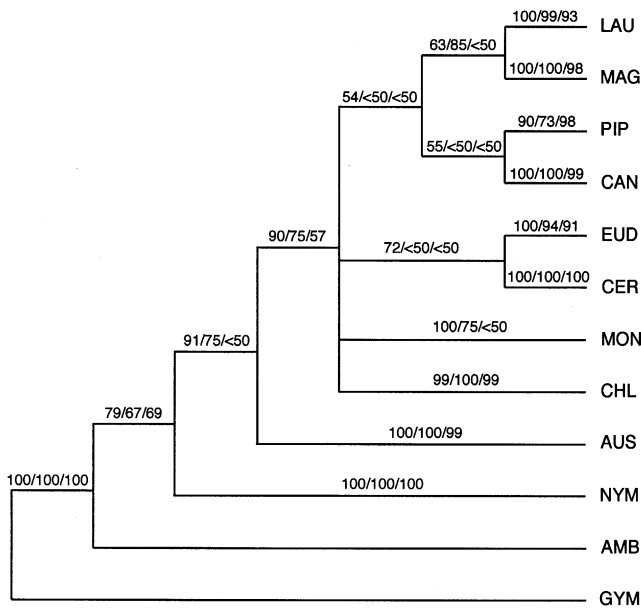 100/99/93 LAU
63/85/<50
100/100/98 MAG
54/<50/<50
90/73/98 PIP
55/<50/<50
100/100/99 CAN
100/94/91 EUD
90/75/57
72/<50/<50
100/100/100 CER
100/75/<50 MON
91/75/<50
99/100/99 CHL
79/67/69
100/100/99 AUS
100/100/100
100/100/100 NYM
AMB
GYM